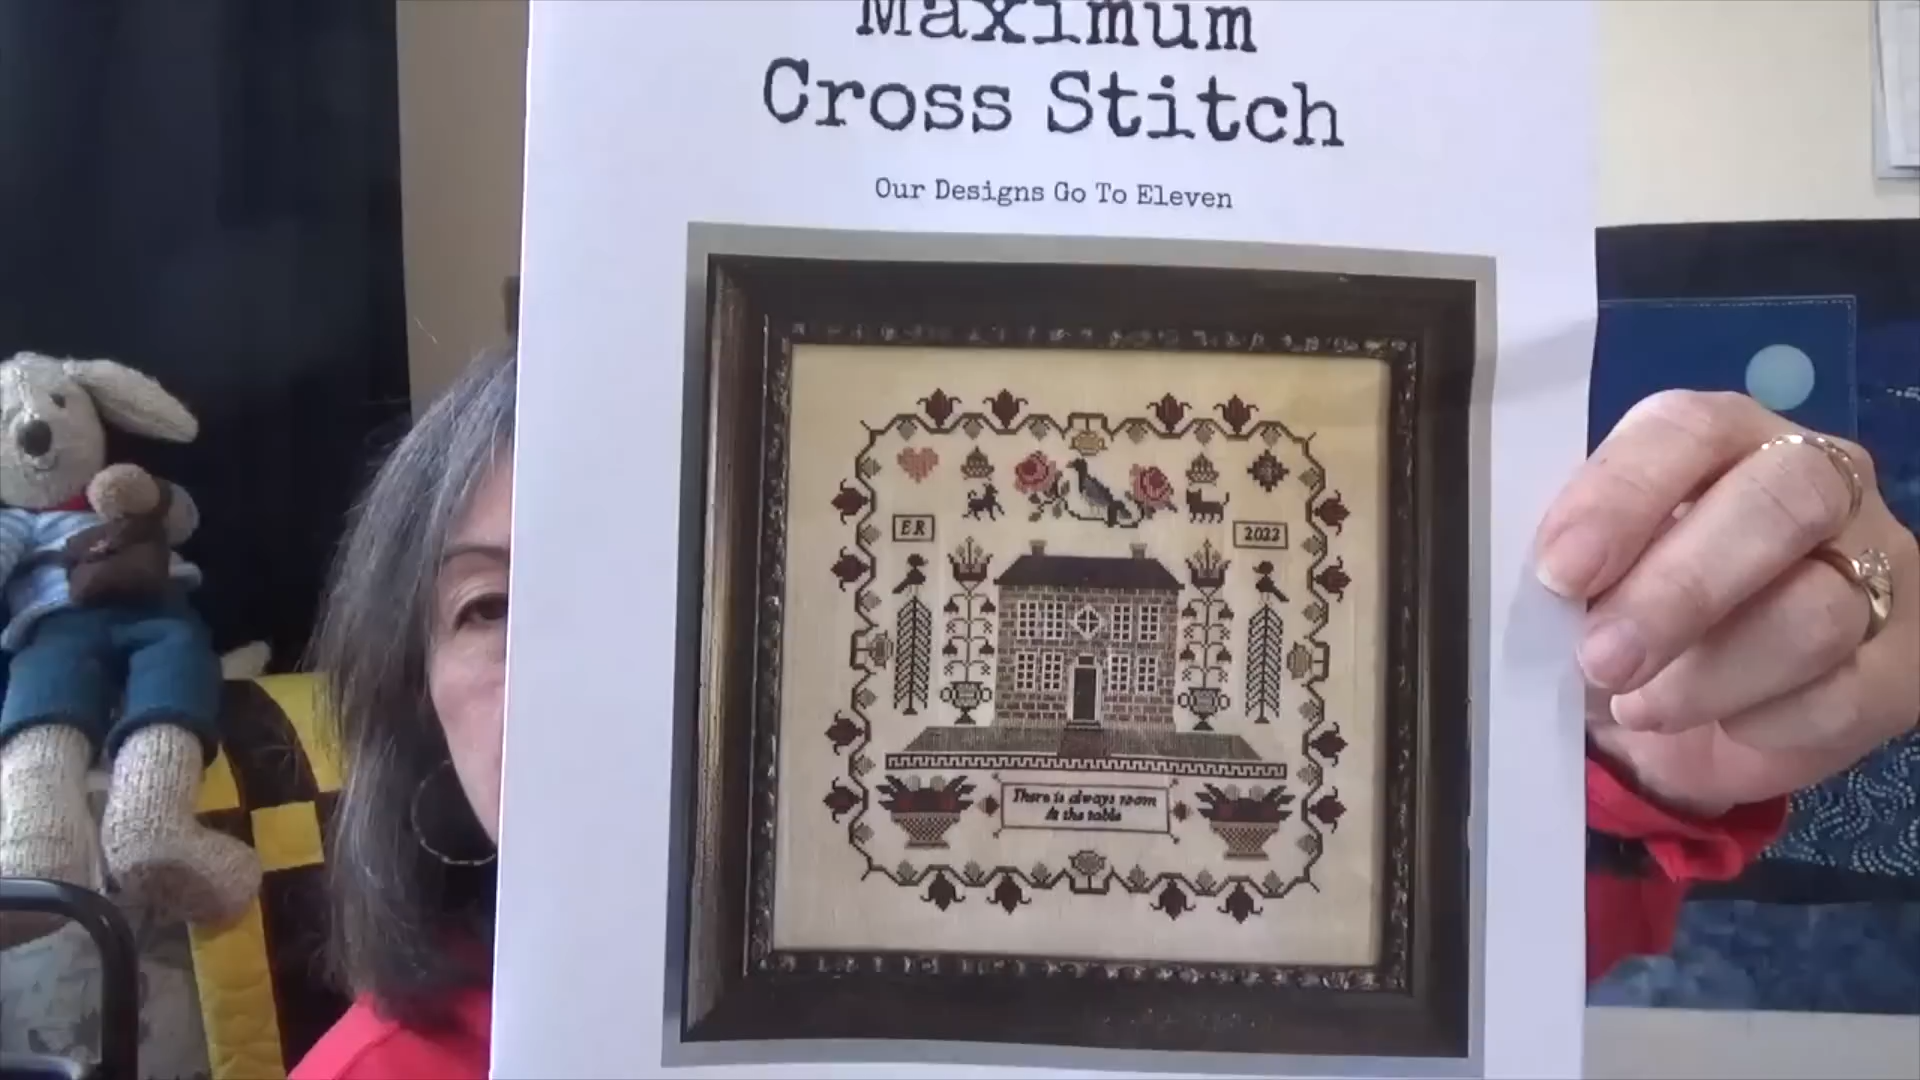 Maximum
Cross Stitch
Our Designs Go To Eleven
ER
2022
There is always room
At the table